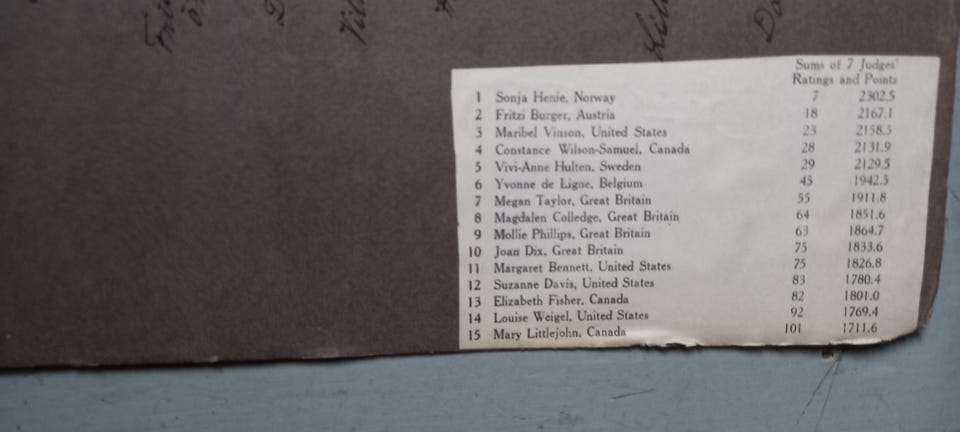 Sums of 7 Judges'
Ratings and Points
1 Sonja Henie, Norway 7 2302.5
2 Fritzi Burger, Austria 18 2167.1
3 Maribel Vinson, United States 23 2158.5
4 Constance Wilson-Samuel, Canada 28 2131.9
5 Vivi-Anne Hulten, Sweden 29 2129.5
6 Yvonne de Ligne, Belgium 45 1942.5
7 Megan Taylor, Great Britain 55 1911.8
8 Magdalen Colledge, Great Britain 64 1851.6
9 Mollie Phillips, Great Britain 63 1864.7
10 Joan Dix, Great Britain 75 1833.6
11 Margaret Bennett, United States 75 1826.8
12 Suzanne Davis, United States 83 1780.4
13 Elizabeth Fisher, Canada 82 1801.0
14 Louise Weigel, United States 92 1769.4
15 Mary Littlejohn, Canada 101 1711.6